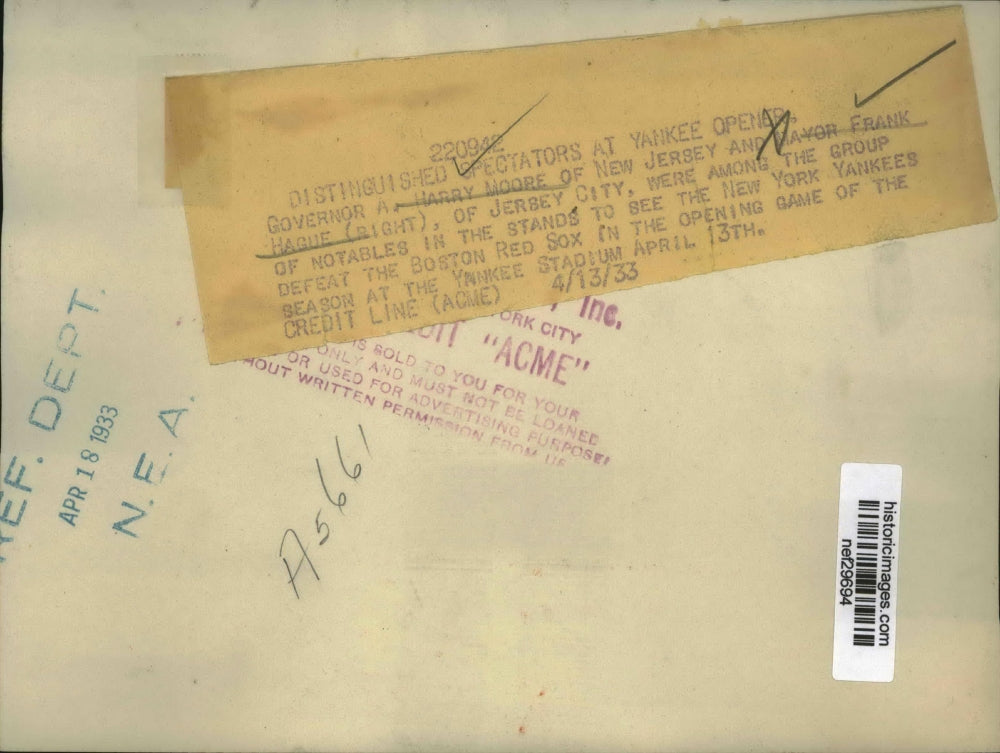 DISTINGUISHED SPECTATORS AT YANKEE OPENER.
GOVERNOR A. HARRY MOORE OF NEW JERSEY AND MAYOR FRANK
HAGUE (RIGHT), OF JERSEY CITY, WERE AMONG THE GROUP
OF NOTABLES IN THE STANDS TO SEE THE NEW YORK YANKEES
DEFEAT THE BOSTON RED SOX IN THE OPENING GAME OF THE
SEASON AT THE YANKEE STADIUM APRIL 13TH.
CREDIT LINE (ACME) 4/13/33
, Inc.
ORK CITY
DIT "ACME"
IS SOLD TO YOU FOR YOUR
ONLY AND MUST NOT BE LOANED
OR USED FOR ADVERTISING PURPOSES
HOUT WRITTEN PERMISSION FROM US
EF. DEPT.
APR 18 1933
N. E. A.
A5661
historicimages.com
nef29694